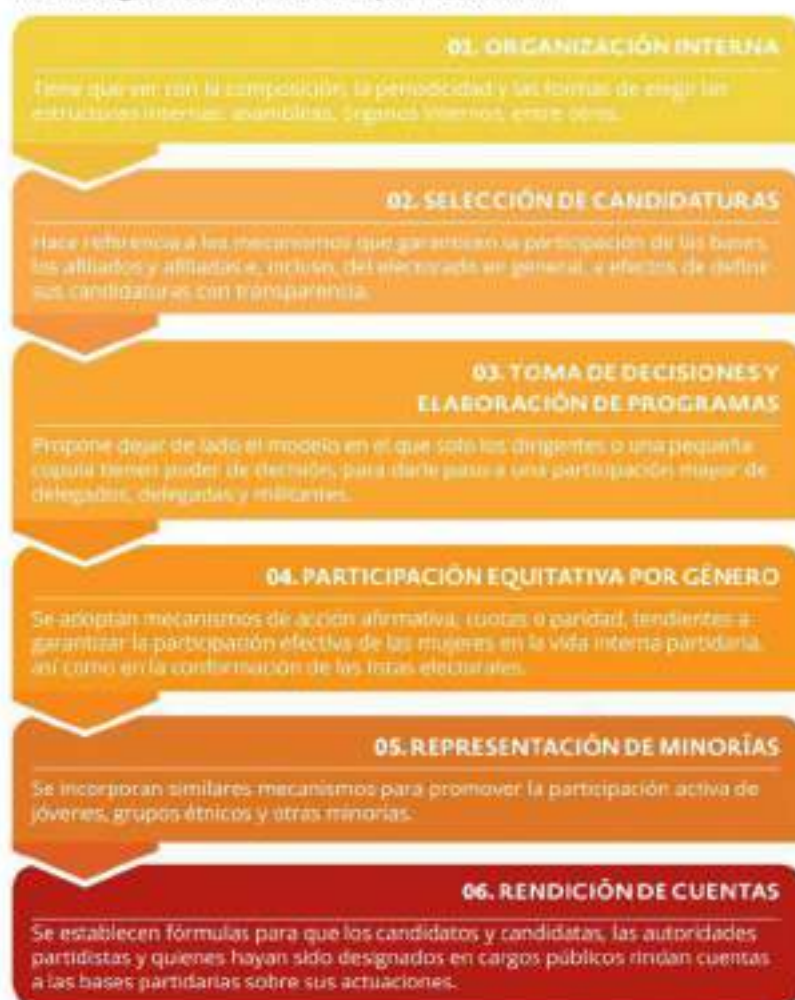 01. ORGANIZACIÓN INTERNA
Tiene que ver con la composición, la periodicidad y las formas de elegir las
estructuras internas: asambleas, órganos internos, entre otros.
02. SELECCIÓN DE CANDIDATURAS
Hace referencia a los mecanismos que garanticen la participación de las bases,
los afiliados y afiliadas e, incluso, del electorado en general, a efectos de definir
sus candidaturas con transparencia.
03. TOMA DE DECISIONES Y
ELABORACIÓN DE PROGRAMAS
Propone dejar de lado el modelo en el que solo los dirigentes o una pequeña
cúpula tienen poder de decisión, para darle paso a una participación mayor de
delegados, delegadas y militantes.
04. PARTICIPACIÓN EQUITATIVA POR GÉNERO
Se adoptan mecanismos de acción afirmativa, cuotas o paridad, tendientes a
garantizar la participación efectiva de las mujeres en la vida interna partidaria,
así como en la conformación de las listas electorales.
05. REPRESENTACIÓN DE MINORÍAS
Se incorporan similares mecanismos para promover la participación activa de
jóvenes, grupos étnicos y otras minorías.
06. RENDICIÓN DE CUENTAS
Se establecen fórmulas para que los candidatos y candidatas, las autoridades
partidistas y quienes hayan sido designados en cargos públicos rindan cuentas
a las bases partidarias sobre sus actuaciones.